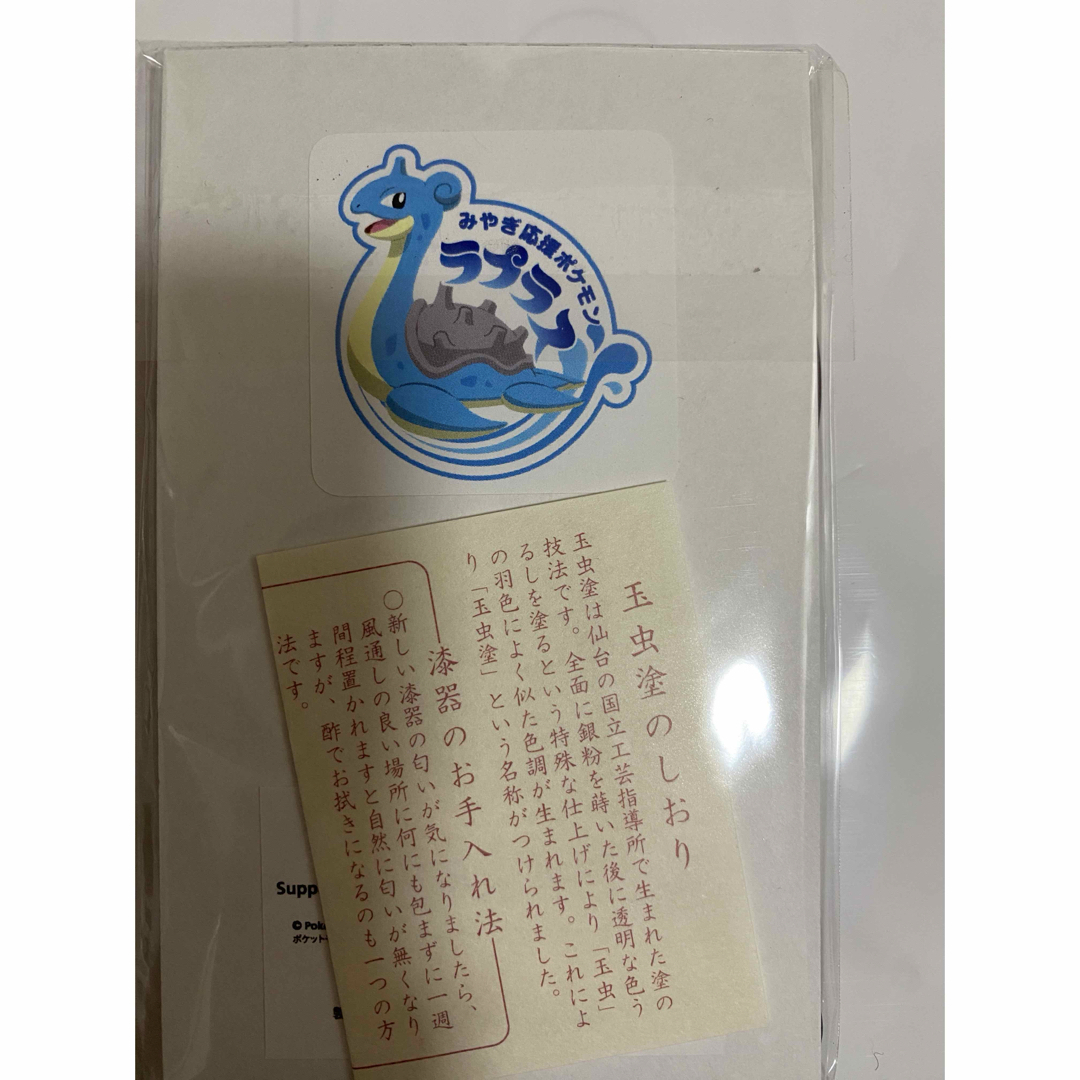 みやぎ応援ポケモン
ラプラス
玉虫塗のしおり
玉虫塗は仙台の国立工芸指導所で生まれた塗の
技法です。全面に銀粉を蒔いた後に透明な色う
るしを塗るという特殊な仕上げにより「玉虫」
の羽色によく似た色調が生まれます。これによ
り「玉虫塗」という名称がつけられました。
漆器のお手入れ法
○新しい漆器の匂いが気になりましたら、
風通しの良い場所に何にも包まずに一週
間程置かれますと自然に匂いが無くなり
ますが、酢でお拭きになるのも一つの方
法です。
Supp
© Pok
ポケット